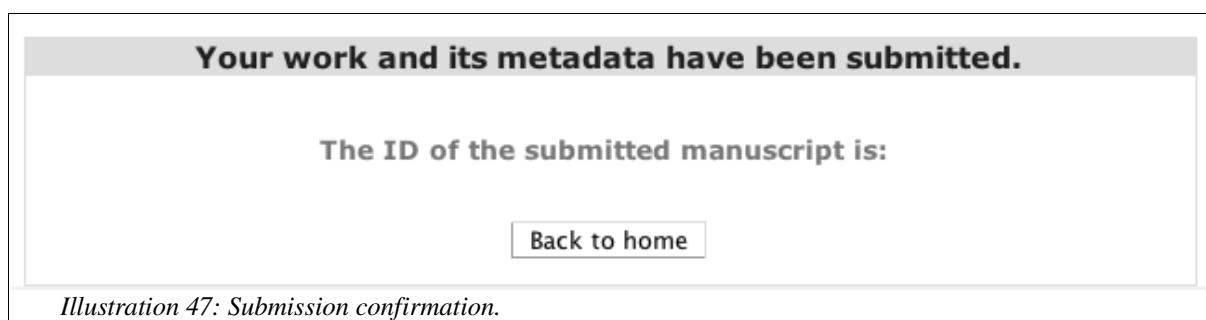 Your work and its metadata have been submitted.
The ID of the submitted manuscript is:
Back to home
Illustration 47: Submission confirmation.